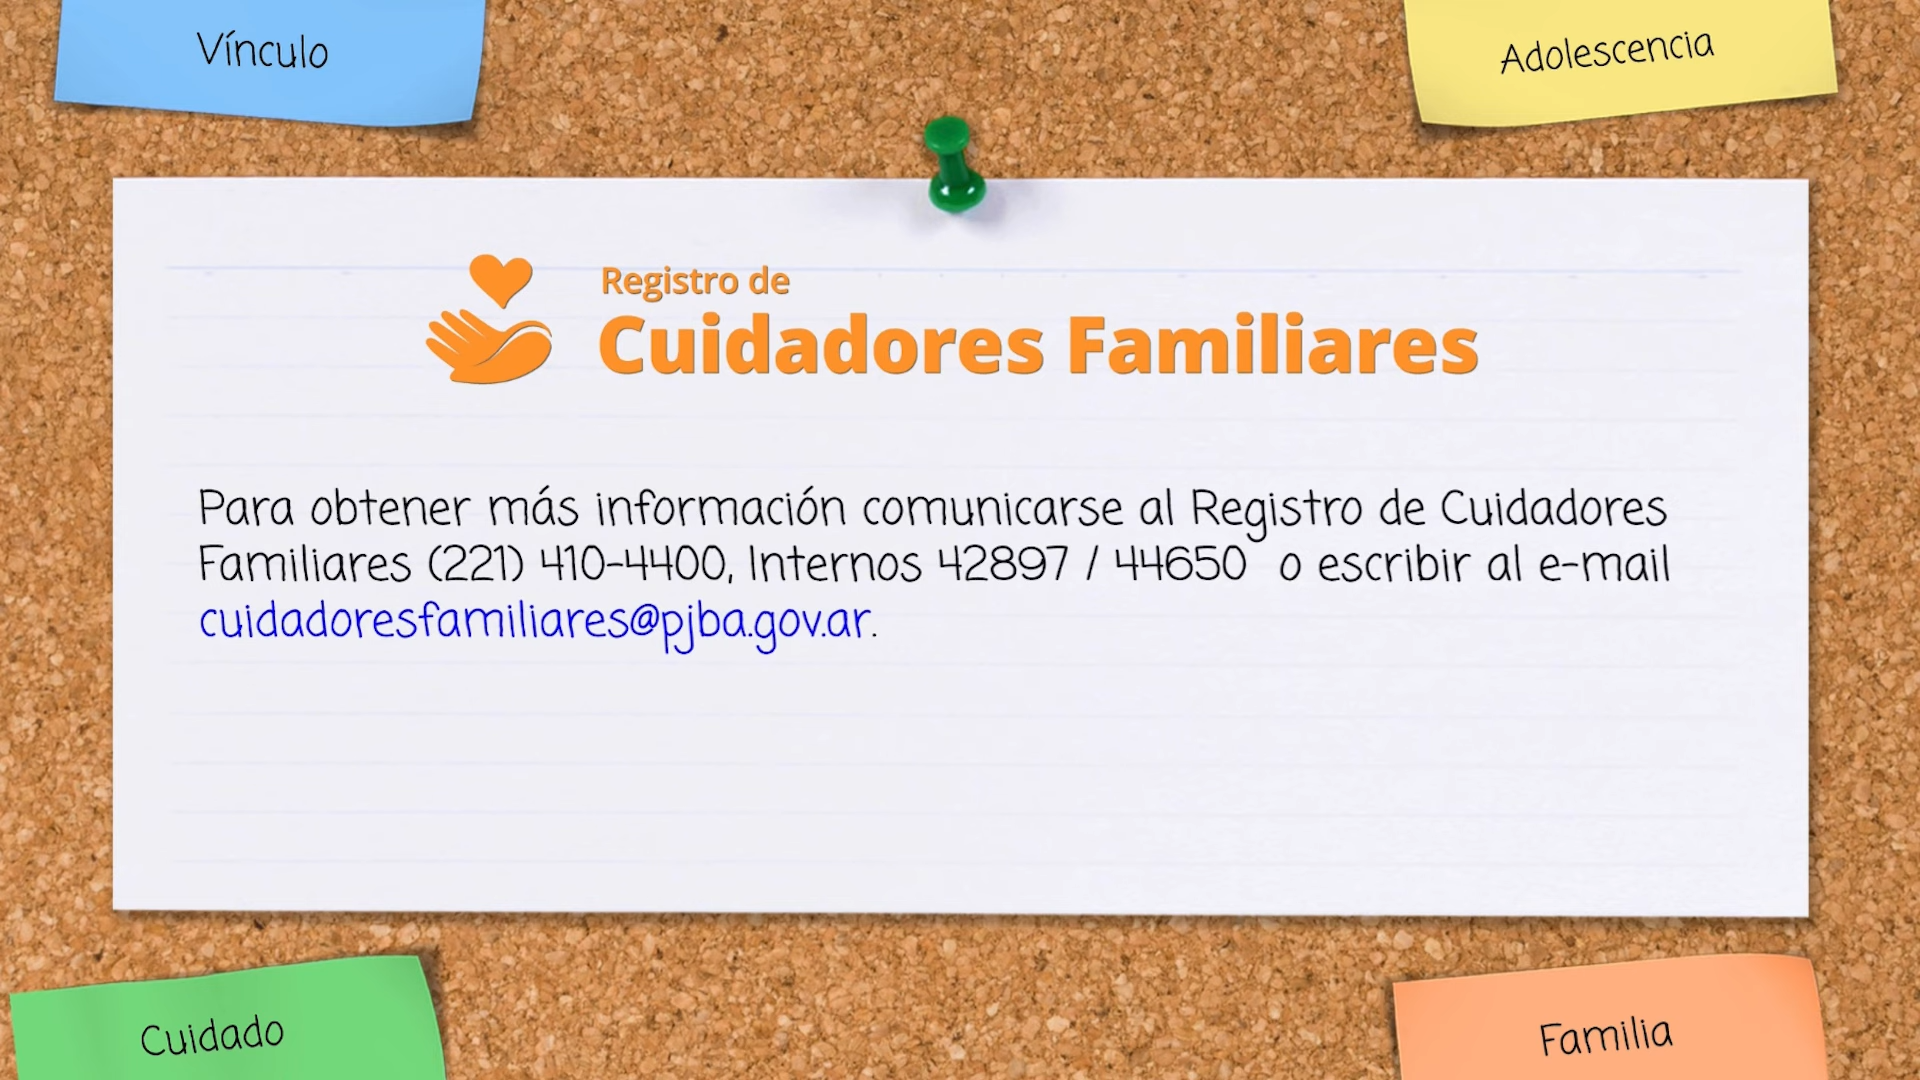 Vínculo
Adolescencia
Registro de
Cuidadores Familiares
Para obtener más información comunicarse al Registro de Cuidadores
Familiares (221) 410-4400, Internos 42897 / 44650 o escribir al e-mail
cuidadoresfamiliares@pjba.gov.ar.
Cuidado
Familia